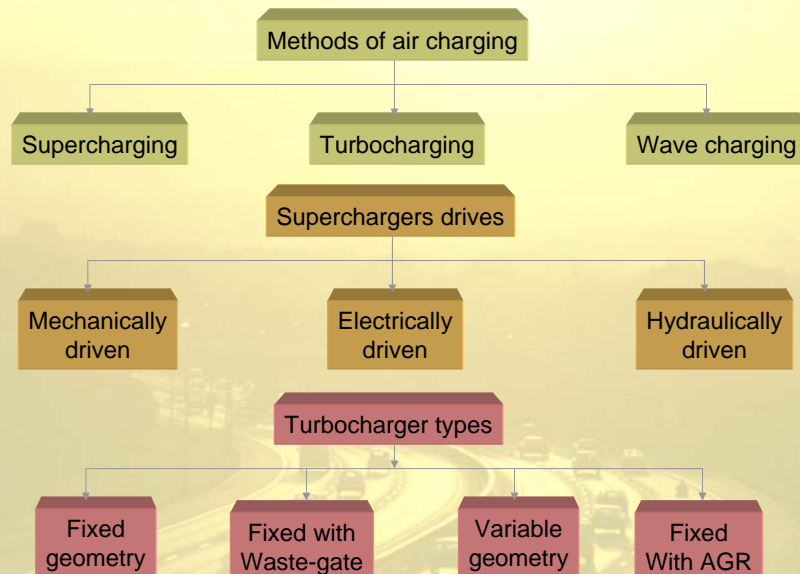 Methods of air charging
Supercharging
Turbocharging
Wave charging
Superchargers drives
Mechanically
driven
Electrically
driven
Hydraulically
driven
Turbocharger types
Fixed
geometry
Fixed with
Waste-gate
Variable
geometry
Fixed
With AGR